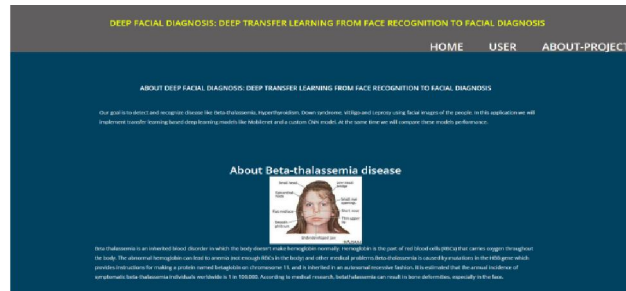 DEEP FACIAL DIAGNOSIS: DEEP TRANSFER LEARNING FROM FACE RECOGNITION TO FACIAL DIAGNOSIS
HOME USER ABOUT-PROJECT
ABOUT DEEP FACIAL DIAGNOSIS: DEEP TRANSFER LEARNING FROM FACE RECOGNITION TO FACIAL DIAGNOSIS
Our goal is to detect and recognize disease like Beta-thalassemia, Hyperthyroidism, Down syndrome, Vitiligo and Leprosy using facial images of the people. In this application we will
implement transfer learning based deep learning models like Mobilenet and a custom CNN model. At the same time we will compare these models performance.
About Beta-thalassemia disease
Beta thalassemia is an inherited blood disorder in which the body doesn't make hemoglobin normally. Hemoglobin is the part of red blood cells (RBCs) that carries oxygen throughout
the body. The abnormal hemoglobin can lead to anemia (not enough RBCs in the body) and other medical problems Beta-thalassemia is caused by mutations in the HBB gene which
provides instructions for making a protein named betaglobin on chromosome 11, and is inherited in an autosomal recessive fashion. It is estimated that the annual incidence of
symptomatic beta-thalassemia individuals worldwide is 1 in 100,000. According to medical research, betathalassemia can result in bone deformities, especially in the face.